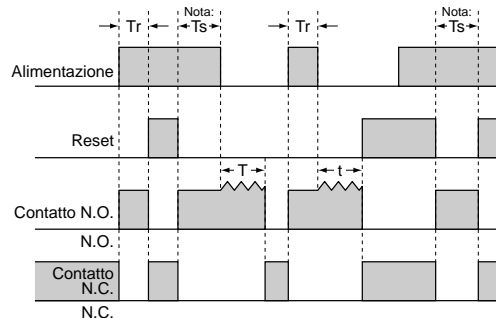 Nota:
Nota:
Tr
Ts
Tr
Ts
Alimentazione
Reset
T
t
Contatto N.O.
N.O.
Contatto
N.C.
N.C.